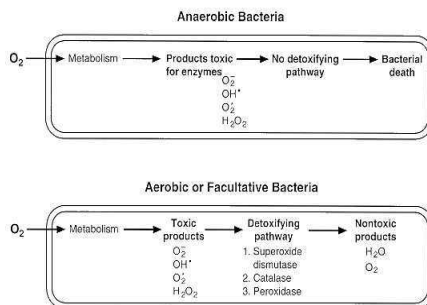 Anaerobic Bacteria
O₂ Metabolism Products toxic No detoxifying Bacterial
for enzymes pathway death
O₂⁻
OH•
O₂•
H₂O₂
Aerobic or Facultative Bacteria
O₂ Metabolism Toxic Detoxifying Nontoxic
products pathway products
O₂⁻ 1. Superoxide H₂O
OH• dismutase O₂
O₂• 2. Catalase
H₂O₂ 3. Peroxidase